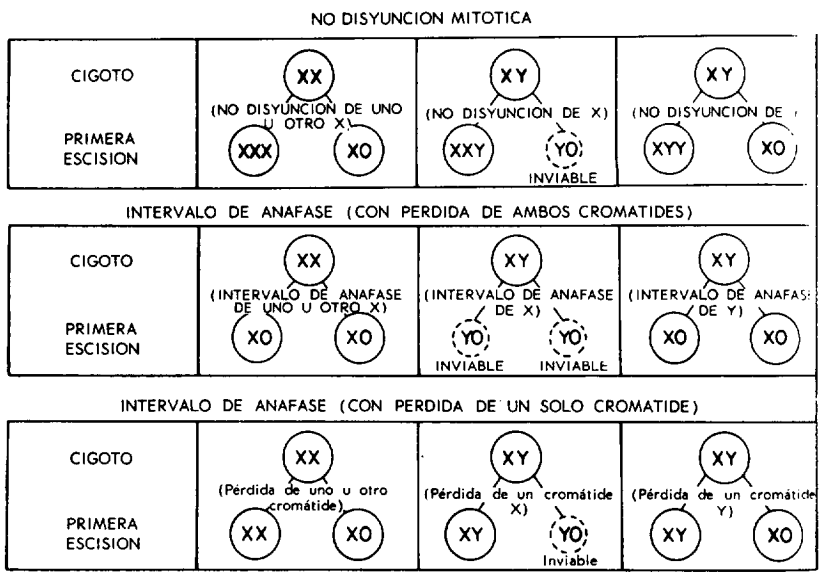 NO DISYUNCION MITOTICA
CIGOTO
XX
XY
XY
(NO DISYUNCION DE UNO
U OTRO X)
(NO DISYUNCION DE X)
(NO DISYUNCION DE
PRIMERA
ESCISION
XXX
XO
XXY
YO
XYY
XO
INVIABLE
INTERVALO DE ANAFASE (CON PERDIDA DE AMBOS CROMATIDES)
CIGOTO
XX
XY
XY
(INTERVALO DE ANAFASE
DE UNO U OTRO X)
(INTERVALO DE ANAFASE
DE X)
(INTERVALO DE ANAFASE
DE Y)
PRIMERA
ESCISION
XO
XO
YO
YO
XO
XO
INVIABLE
INVIABLE
INTERVALO DE ANAFASE (CON PERDIDA DE UN SOLO CROMATIDE)
CIGOTO
XX
XY
XY
(Pérdida de uno u otro
cromátide)
(Pérdida de un cromátide
X)
(Pérdida de un cromátide
Y)
PRIMERA
ESCISION
XX
XO
XY
YO
XY
XO
Inviable